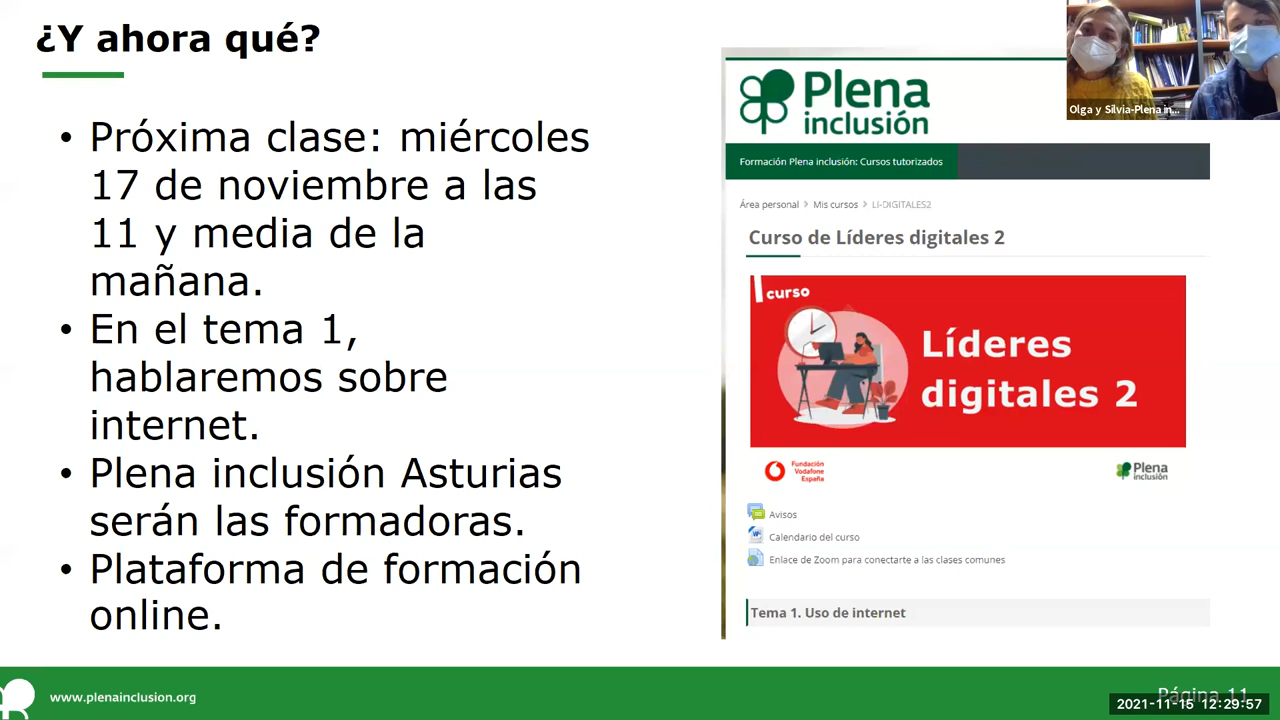 ¿Y ahora qué?
• Próxima clase: miércoles
17 de noviembre a las
11 y media de la
mañana.
• En el tema 1,
hablaremos sobre
internet.
• Plena inclusión Asturias
serán las formadoras.
• Plataforma de formación
online.
Plena
inclusión
Formación Plena inclusión: Cursos tutorizados
Área personal > Mis cursos > LI-DIGITALES2
Curso de Líderes digitales 2
curso
Líderes
digitales 2
Fundación
Vodafone
España
Plena
inclusión
Avisos
Calendario del curso
Enlace de Zoom para conectarte a las clases comunes
Tema 1. Uso de internet
Olga y Silvia-Plena in...
www.plenainclusion.org
Página 11
2021-11-15 12:29:57